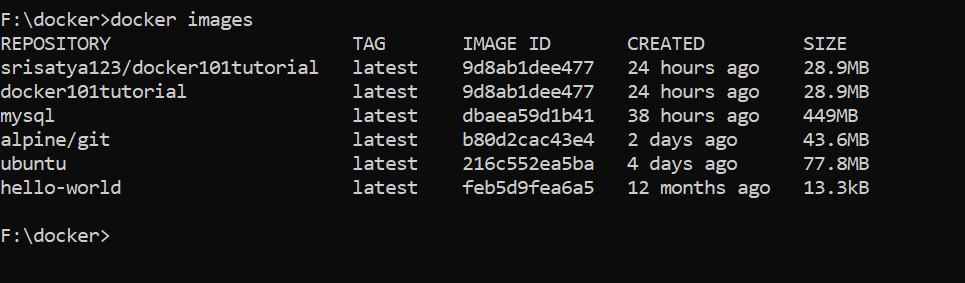 F:\docker>docker images
REPOSITORY TAG IMAGE ID CREATED SIZE
srisatya123/docker101tutorial latest 9d8ab1dee477 24 hours ago 28.9MB
docker101tutorial latest 9d8ab1dee477 24 hours ago 28.9MB
mysql latest dbaea59d1b41 38 hours ago 449MB
alpine/git latest b80d2cac43e4 2 days ago 43.6MB
ubuntu latest 216c552ea5ba 4 days ago 77.8MB
hello-world latest feb5d9fea6a5 12 months ago 13.3kB
F:\docker>